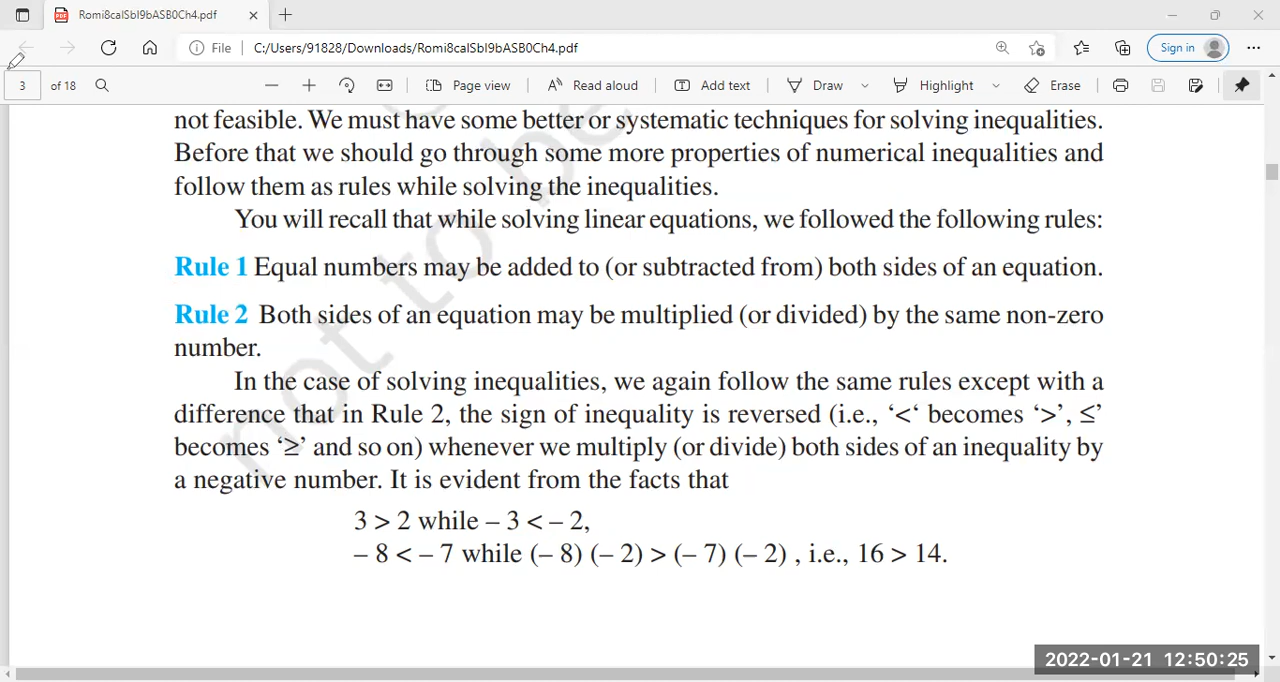 Romi8calSbI9bASB0Ch4.pdf
File C:/Users/91828/Downloads/Romi8calSbI9bASB0Ch4.pdf Sign in
3 of 18 Page view Read aloud Add text Draw Highlight Erase
not feasible. We must have some better or systematic techniques for solving inequalities.
Before that we should go through some more properties of numerical inequalities and
follow them as rules while solving the inequalities.
You will recall that while solving linear equations, we followed the following rules:
Rule 1 Equal numbers may be added to (or subtracted from) both sides of an equation.
Rule 2 Both sides of an equation may be multiplied (or divided) by the same non-zero
number.
In the case of solving inequalities, we again follow the same rules except with a
difference that in Rule 2, the sign of inequality is reversed (i.e., ‘<‘ becomes ‘>’, ≤’
becomes ‘≥’ and so on) whenever we multiply (or divide) both sides of an inequality by
a negative number. It is evident from the facts that
3 > 2 while – 3 < – 2,
– 8 < – 7 while (– 8) (– 2) > (– 7) (– 2) , i.e., 16 > 14.
not to be
2022-01-21 12:50:25